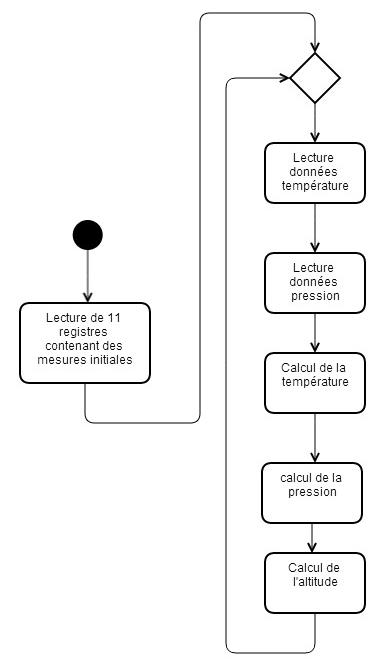 Lecture de 11
registres
contenant des
mesures initiales
Lecture
données
température
Lecture
données
pression
Calcul de la
température
calcul de la
pression
Calcul de
l'altitude